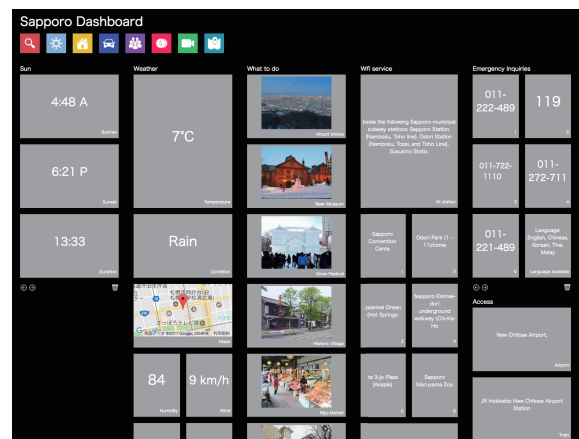 Sapporo Dashboard
Sun
4:48 A
Sunrise
6:21 P
Sunset
13:33
Duration
Weather
7°C
Temperature
Rain
Condition
Maps
84
Humidity
9 km/h
Wind
What to do
Mount Moiwa
Beer Museum
Snow Festival
Historic Village
Nijo Market
Wifi service
Inside the following Sapporo municipal
subway stations: Sapporo Station
(Namboku, Toho line), Odori Station
(Namboku, Tozai, and Toho Line),
Susukino Statio
At station
Sapporo
Convention
Cente
1
Odori Park (1 –
11chome
2
(Hot Springs
3
Sapporo Ekimae-
dori
underground
walkway (Chi-Ka-
Ho
4
te 3-jo Plaza
(Akapla)
5
Sapporo
Maruyama Zoo
6
Emergency Inquiries
011-
222-489
1
119
2
011-722-
1110
3
011-
272-711
4
011-
221-489
5
Language:
English, Chinese,
Korean, Thai,
Malay
Language available
Access
New Chitose Airport.
Airport
JR Hokkaido New Chitose Airport
Station
Train